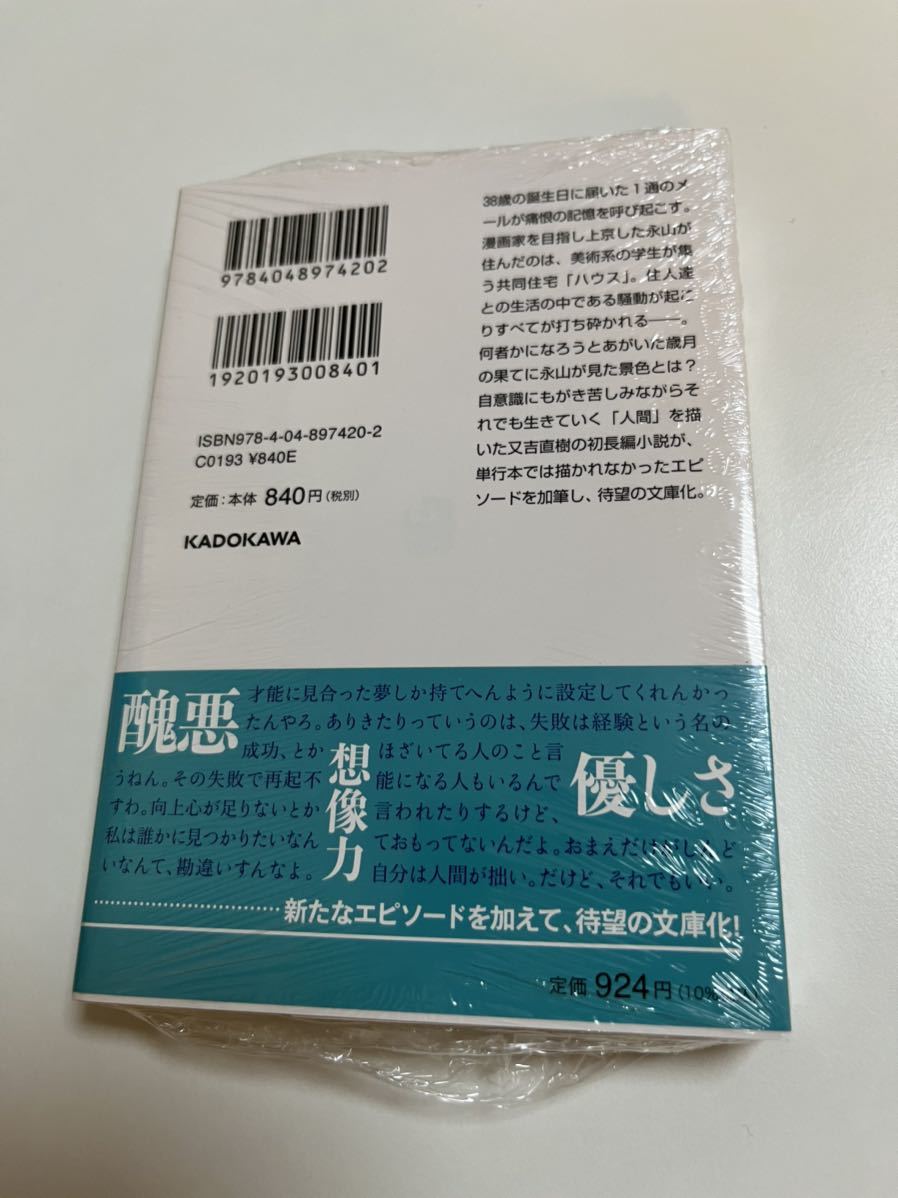 9784048974202
1920193008401
ISBN978-4-04-897420-2
C0193 ¥840E
定価:本体 840円(税別)
KADOKAWA
38歳の誕生日に届いた1通のメ
ールが痛恨の記憶を呼び起こす。
漫画家を目指し上京した永山が
住んだのは、美術系の学生が集
う共同住宅「ハウス」。住人達
との生活の中である騒動が起こ
りすべてが打ち砕かれる——。
何者かになろうとあがいた歳月
の果てに永山が見た景色とは?
自意識にもがき苦しみながらそ
れでも生きていく「人間」を描
いた又吉直樹の初長編小説が、
単行本では描かれなかったエピ
ソードを加筆し、待望の文庫化。
醜悪
才能に見合った夢しか持てへんように設定してくれんかっ
たんやろ。ありきたりっていうのは、失敗は経験という名の
成功、とか
ほざいてる人のこと言
うねん。その失敗で再起不
能になる人もいるんで
すわ。向上心が足りないとか
言われたりするけど、
私は誰かに見つかりたいなん
ておもってないんだよ。おまえだけがしんど
いなんて、勘違いすんなよ。
自分は人間が拙い。だけど、それでもいい。
想像力
優しさ
新たなエピソードを加えて、待望の文庫化!
定価 924円(10%